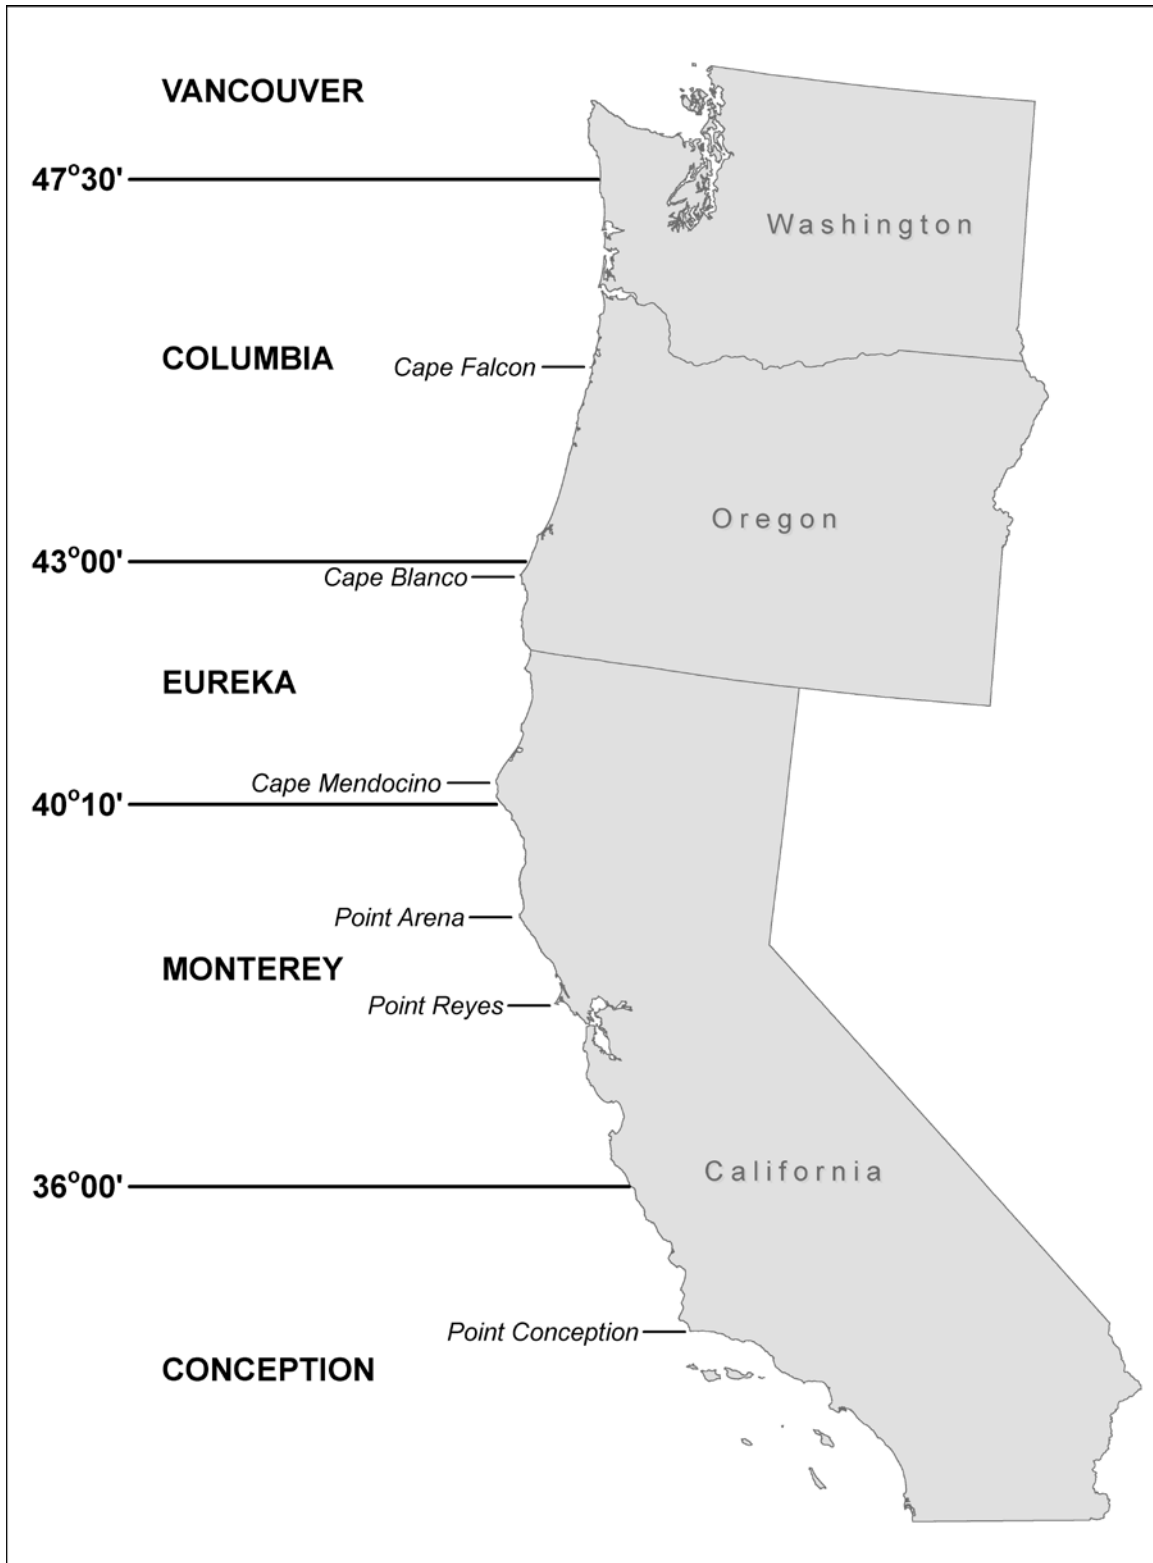 VANCOUVER
47°30'
Washington
COLUMBIA
Cape Falcon
Oregon
43°00'
Cape Blanco
EUREKA
Cape Mendocino
40°10'
Point Arena
MONTEREY
Point Reyes
California
36°00'
Point Conception
CONCEPTION